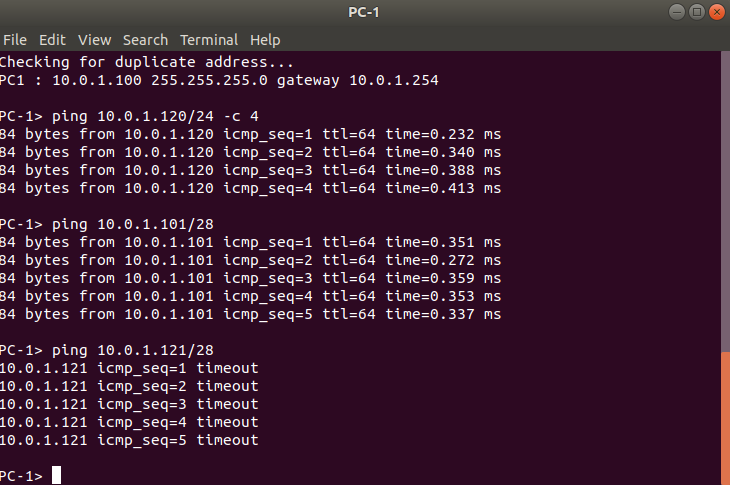 PC-1
File Edit View Search Terminal Help
Checking for duplicate address...
PC1 : 10.0.1.100 255.255.255.0 gateway 10.0.1.254
PC-1> ping 10.0.1.120/24 -c 4
84 bytes from 10.0.1.120 icmp_seq=1 ttl=64 time=0.232 ms
84 bytes from 10.0.1.120 icmp_seq=2 ttl=64 time=0.340 ms
84 bytes from 10.0.1.120 icmp_seq=3 ttl=64 time=0.388 ms
84 bytes from 10.0.1.120 icmp_seq=4 ttl=64 time=0.413 ms
PC-1> ping 10.0.1.101/28
84 bytes from 10.0.1.101 icmp_seq=1 ttl=64 time=0.351 ms
84 bytes from 10.0.1.101 icmp_seq=2 ttl=64 time=0.272 ms
84 bytes from 10.0.1.101 icmp_seq=3 ttl=64 time=0.359 ms
84 bytes from 10.0.1.101 icmp_seq=4 ttl=64 time=0.353 ms
84 bytes from 10.0.1.101 icmp_seq=5 ttl=64 time=0.337 ms
PC-1> ping 10.0.1.121/28
10.0.1.121 icmp_seq=1 timeout
10.0.1.121 icmp_seq=2 timeout
10.0.1.121 icmp_seq=3 timeout
10.0.1.121 icmp_seq=4 timeout
10.0.1.121 icmp_seq=5 timeout
PC-1>